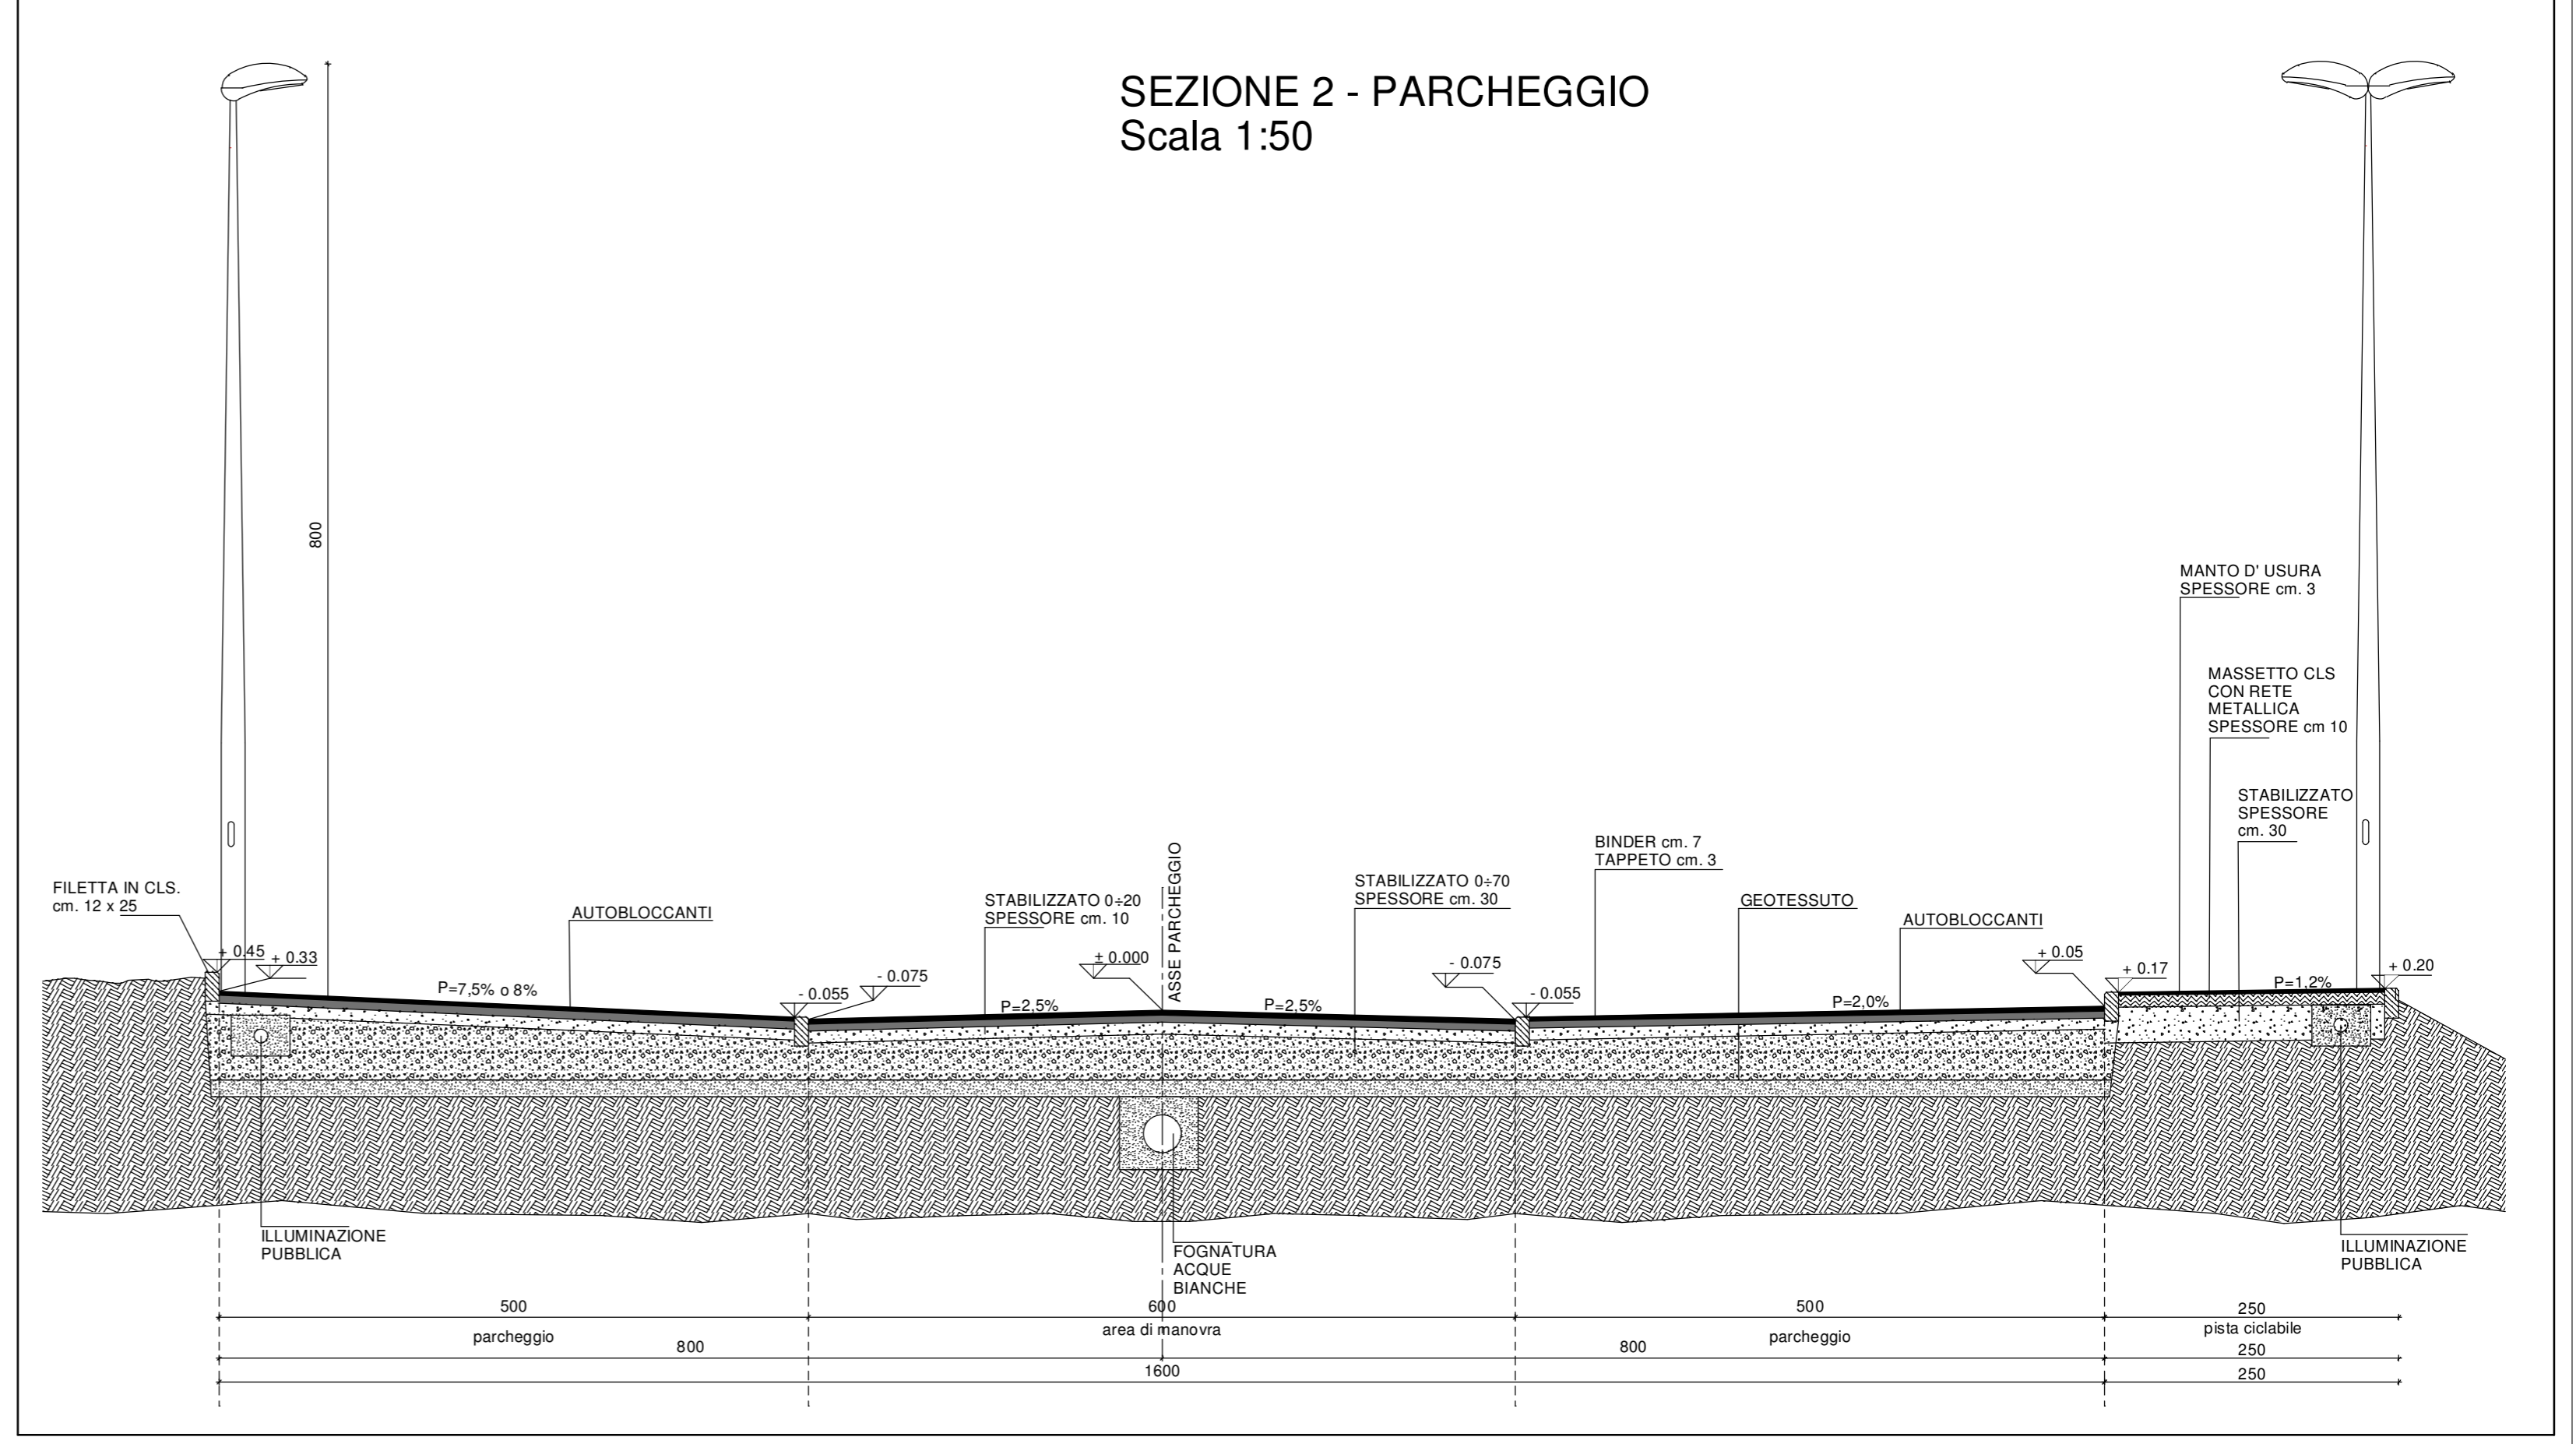 SEZIONE 2 - PARCHEGGIO
Scala 1:50
800
MANTO D' USURA
SPESSORE cm. 3
MASSETTO CLS
CON RETE
METALLICA
SPESSORE cm 10
STABILIZZATO
SPESSORE
cm. 30
BINDER cm. 7
TAPPETO cm. 3
ASSE PARCHEGGIO
FILETTA IN CLS.
cm. 12 x 25
AUTOBLOCCANTI
STABILIZZATO 0÷20
SPESSORE cm. 10
STABILIZZATO 0÷70
SPESSORE cm. 30
GEOTESSUTO
AUTOBLOCCANTI
+ 0.45
+ 0.33
- 0.055
- 0.075
± 0.000
- 0.075
- 0.055
+ 0.05
+ 0.17
+ 0.20
P=7,5% o 8%
P=2,5%
P=2,5%
P=2,0%
P=1,2%
ILLUMINAZIONE
PUBBLICA
FOGNATURA
ACQUE
BIANCHE
ILLUMINAZIONE
PUBBLICA
500
600
500
250
parcheggio
area di manovra
parcheggio
pista ciclabile
800
800
250
1600
250